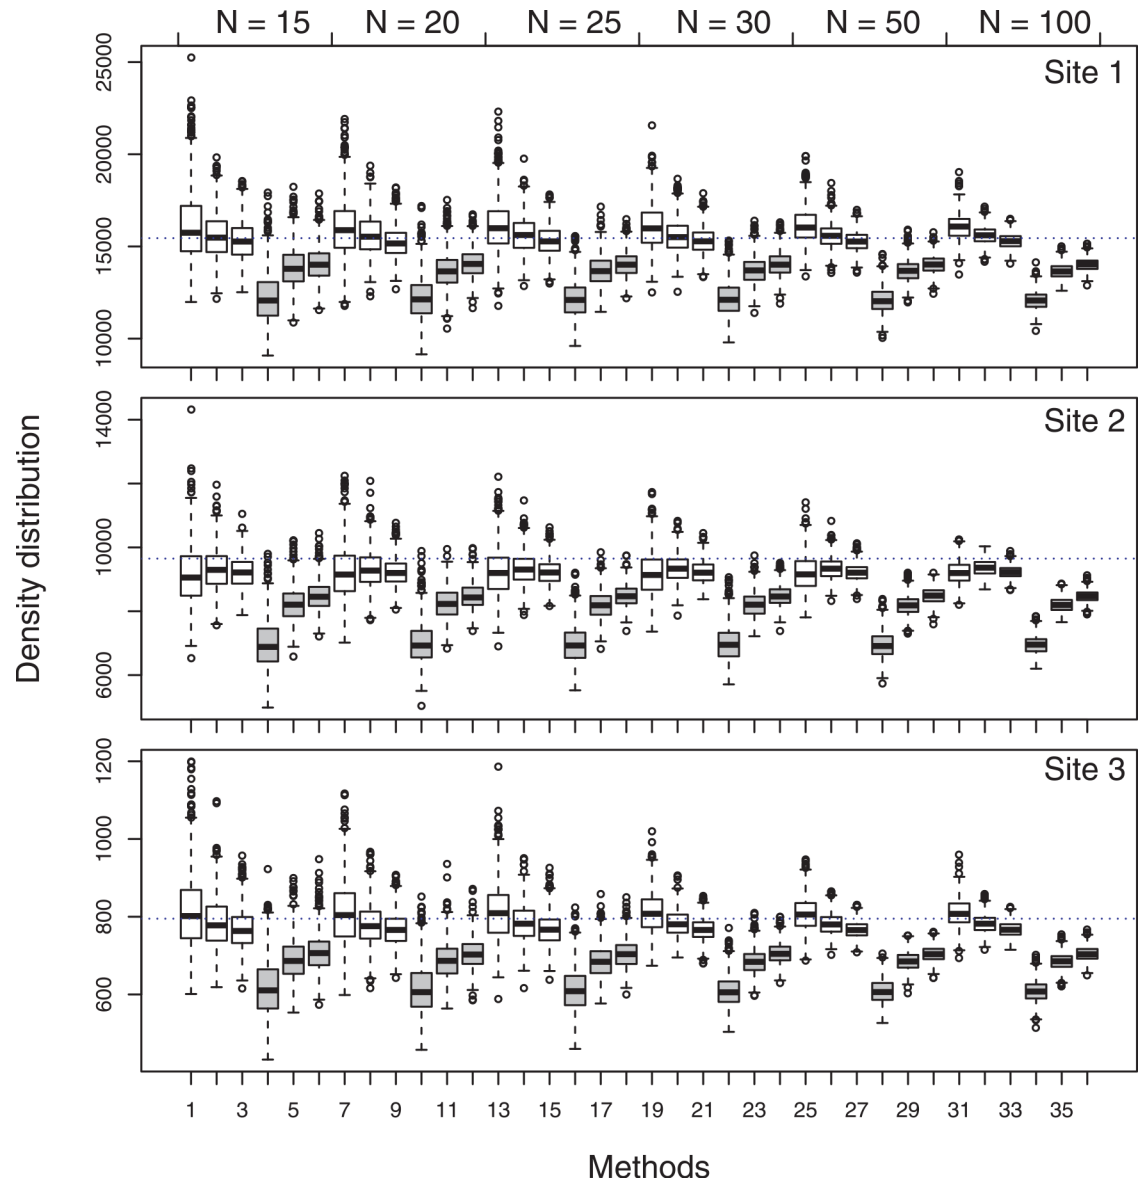 N = 15 N = 20 N = 25 N = 30 N = 50 N = 100
Site 1
25000
20000
15000
10000
Site 2
14000
10000
6000
Density distribution
Site 3
1200
1000
800
600
1 3 5 7 9 11 13 15 17 19 21 23 25 27 29 31 33 35
Methods